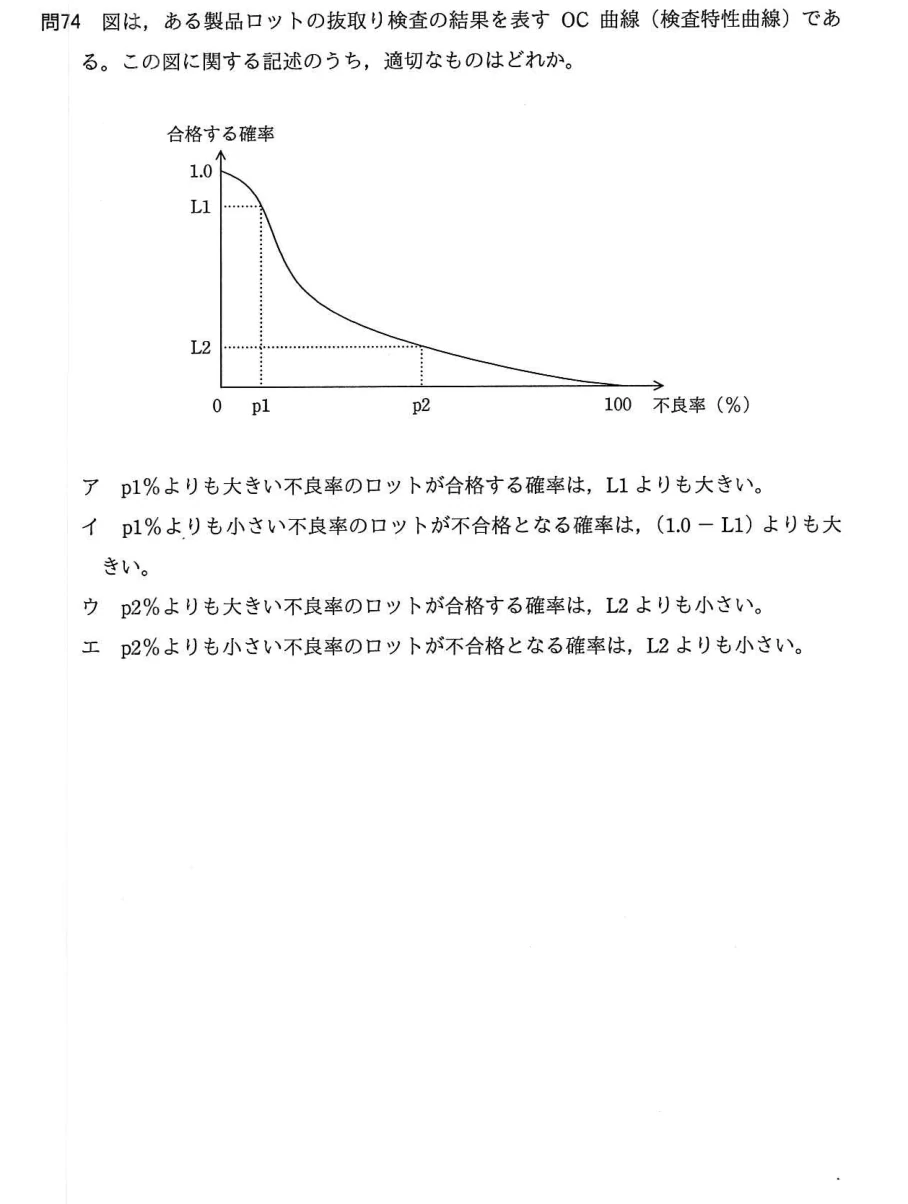 問74 図は，ある製品ロットの抜取り検査の結果を表す OC 曲線（検査特性曲線）であ
る。この図に関する記述のうち，適切なものはどれか。
合格する確率
1.0
L1
L2
0 p1 p2 100 不良率（%）
ア p1%よりも大きい不良率のロットが合格する確率は，L1 よりも大きい。
イ p1%よりも小さい不良率のロットが不合格となる確率は，（1.0 － L1）よりも大
きい。
ウ p2%よりも大きい不良率のロットが合格する確率は，L2 よりも小さい。
エ p2%よりも小さい不良率のロットが不合格となる確率は，L2 よりも小さい。